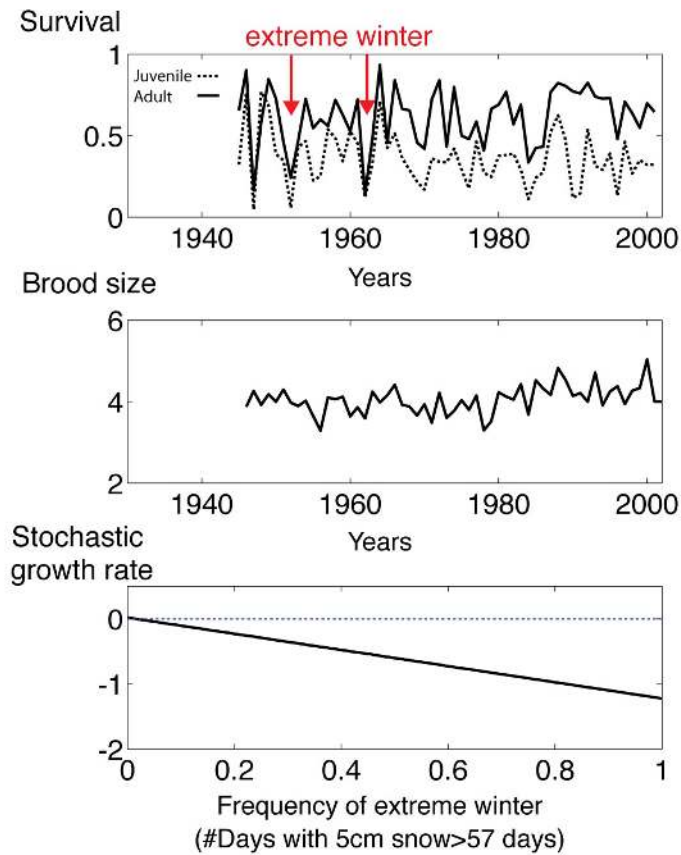 Survival
extreme winter
1
Juvenile
Adult
0.5
0
1940 1960 1980 2000
Years
Brood size
6
4
2
1940 1960 1980 2000
Years
Stochastic
growth rate
0
-1
-2
0 0.2 0.4 0.6 0.8 1
Frequency of extreme winter
(#Days with 5cm snow>57 days)